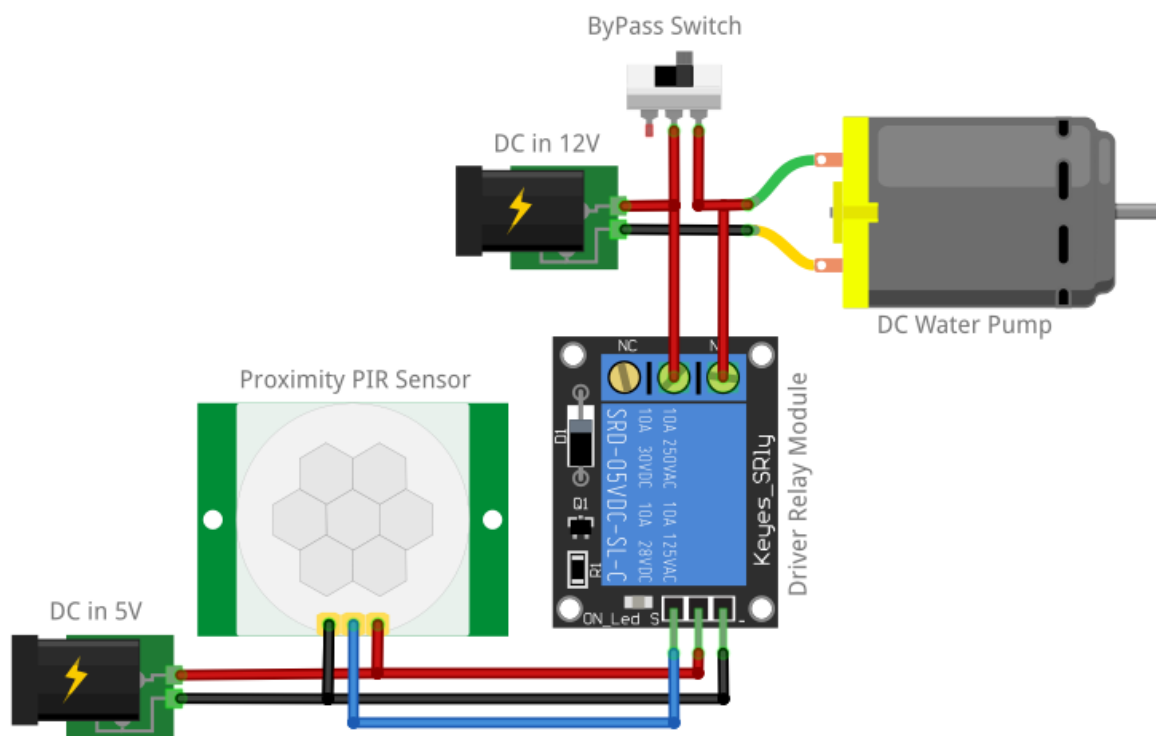 ByPass Switch
DC in 12V
DC Water Pump
Proximity PIR Sensor
NC
N
D1
Q1
R1
SRD-05VDC-SL-C
10A 30VDC 10A 28VDC
10A 250VAC 10A 125VAC
Keyes_SR1y
Driver Relay Module
ON_Led S
-
DC in 5V